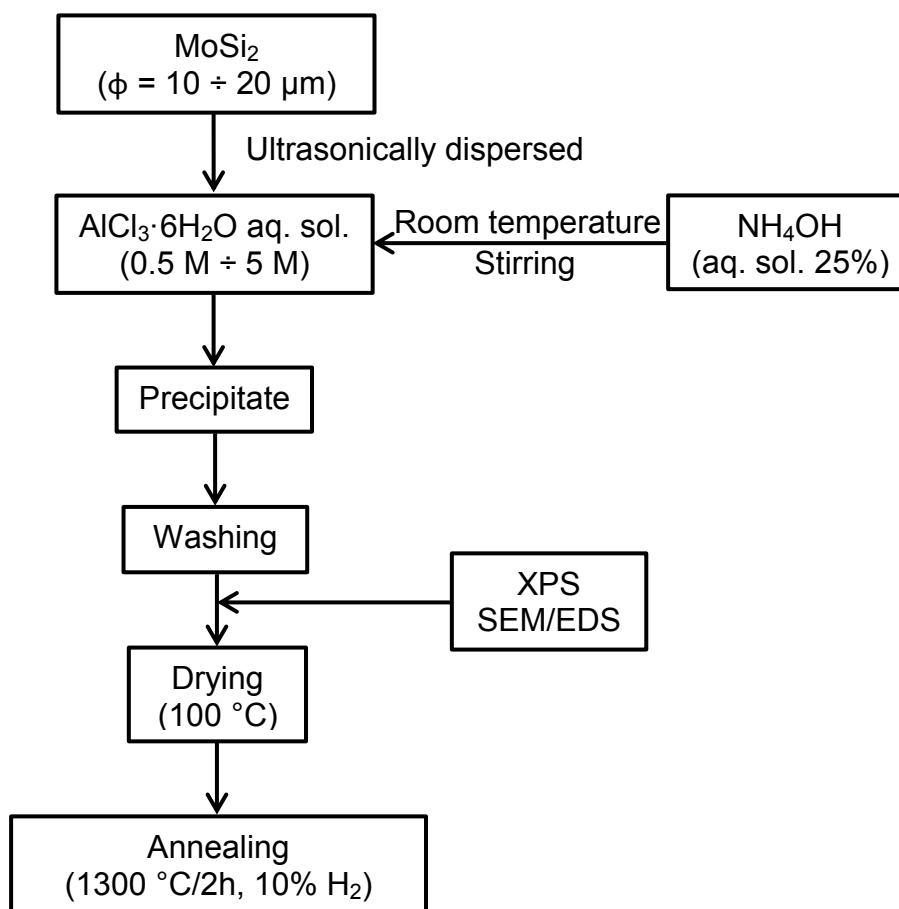 MoSi₂
(ϕ = 10 ÷ 20 μm)
Ultrasonically dispersed
AlCl₃·6H₂O aq. sol.
(0.5 M ÷ 5 M)
Room temperature
Stirring
NH₄OH
(aq. sol. 25%)
Precipitate
Washing
XPS
SEM/EDS
Drying
(100 °C)
Annealing
(1300 °C/2h, 10% H₂)